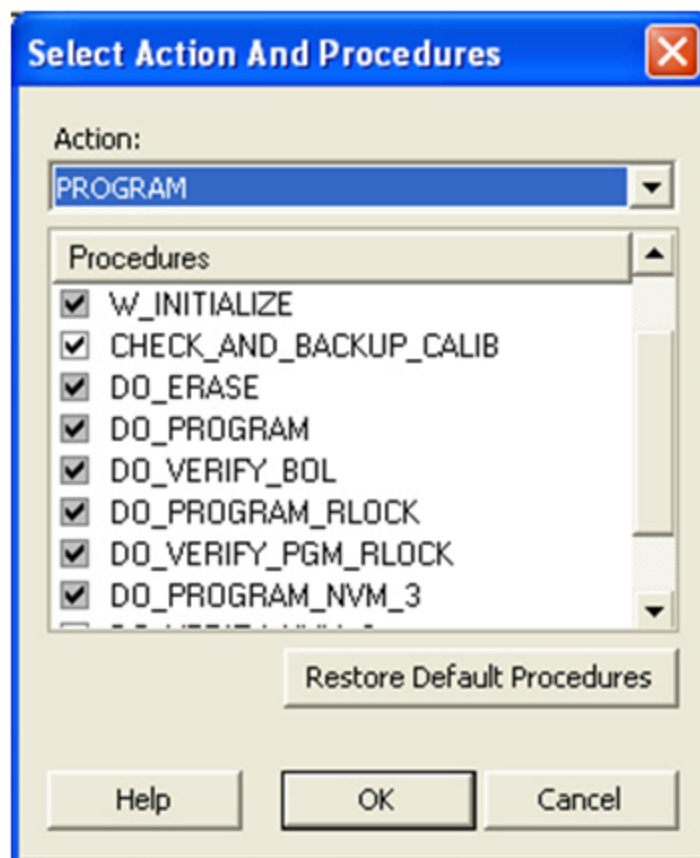 Select Action And Procedures
Action:
PROGRAM
Procedures
W_INITIALIZE
CHECK_AND_BACKUP_CALIB
DO_ERASE
DO_PROGRAM
DO_VERIFY_BOL
DO_PROGRAM_RLOCK
DO_VERIFY_PGM_RLOCK
DO_PROGRAM_NVM_3
Restore Default Procedures
Help OK Cancel